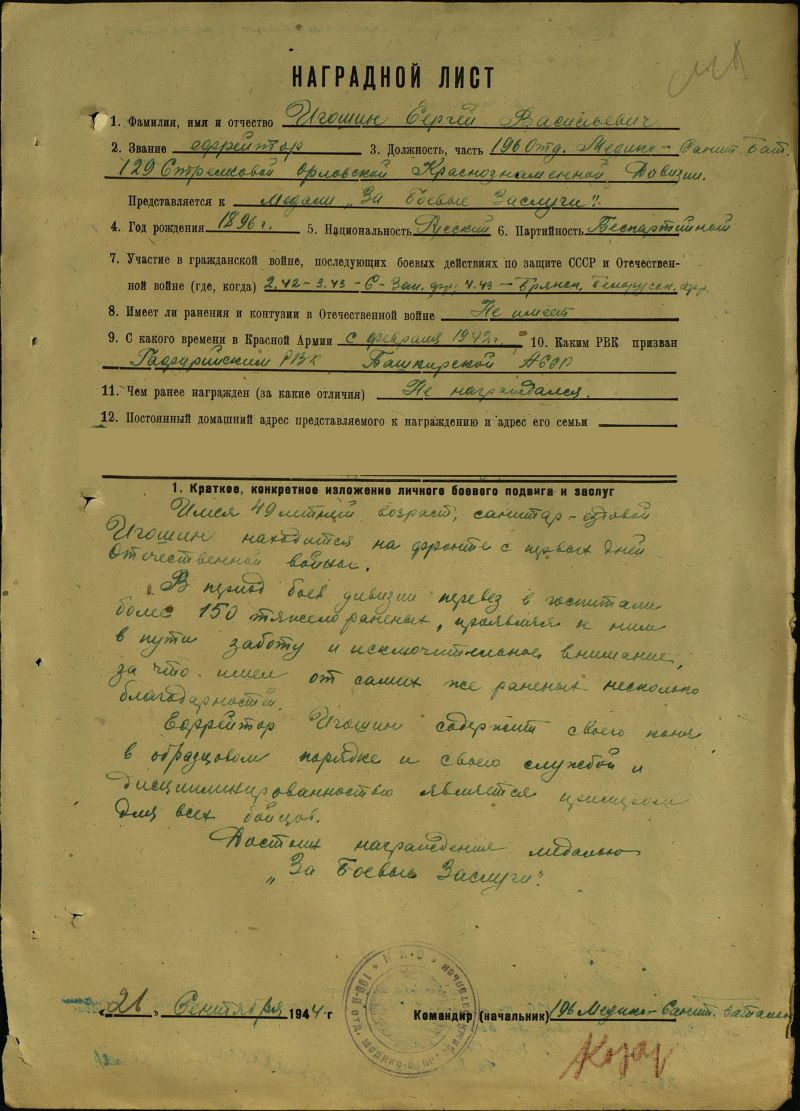 НАГРАДНОЙ ЛИСТ
1. Фамилия, имя и отчество Игошин Сергей Васильевич
2. Звание ефрейтор 3. Должность, часть 196 Отд. Медико-Санит. Бат.
129 Стрелковой Орловской Краснознаменной Дивизии.
Представляется к Медали „За Боевые Заслуги".
4. Год рождения 1896 г. 5. Национальность Русский 6. Партийность Беспартийный
7. Участие в гражданской войне, последующих боевых действиях по защите СССР и Отечествен-
ной войне (где, когда) 2.42-3.43-С-Зап. фр; 4.43-Брянск, Белорусск. фр.
8. Имеет ли ранения и контузии в Отечественной войне Не имеет
9. С какого времени в Красной Армии с февраля 1942 г. 10. Каким РВК призван
Гафурийским РВК Башкирской АССР
11. Чем ранее награжден (за какие отличия) Не награждался.
12. Постоянный домашний адрес представляемого к награждению и адрес его семьи
1. Краткое, конкретное изложение личного боевого подвига и заслуг
Имея 49 летний возраст, санитар-ездовой
Игошин находится на фронте с первых дней
Отечественной войны.
В период боев дивизии перевез в госпитали
более 150 тяжело раненых, проявляя к ним
в пути заботу и исключительное внимание,
за что имел от самих же раненых несколько
благодарностей.
Ефрейтор Игошин содержит своего коня
в образцовом порядке и своею службой и
дисциплинированностью является примером
для всех бойцов.
Достоин награждения медалью
„За Боевые Заслуги".
„21" Сентября 1944 г Командир (начальник) 196 Медико-Санит. баталь